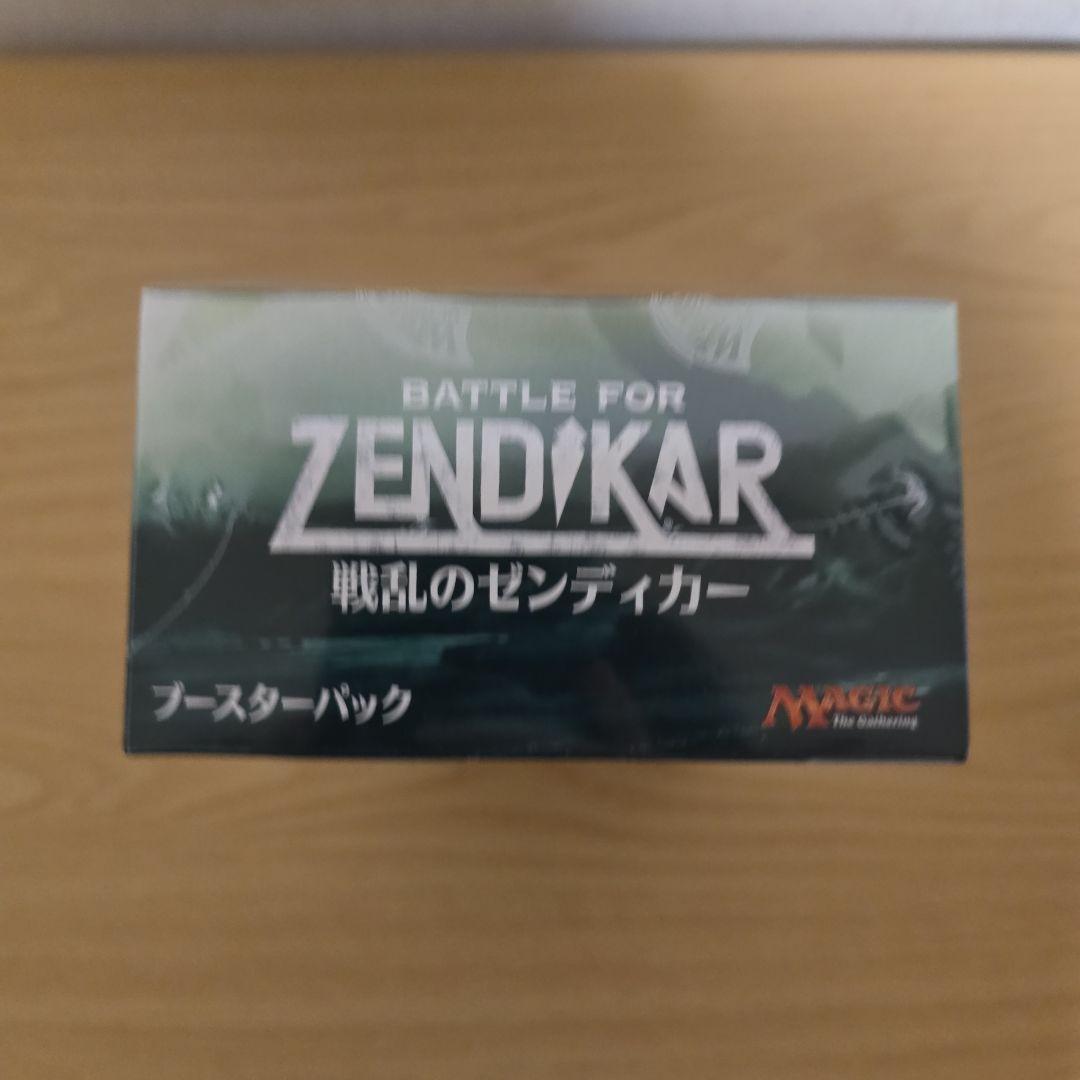 BATTLE FOR
ZENDIKAR
戦乱のゼンディカー
ブースターパック
MAGIC
The Gathering